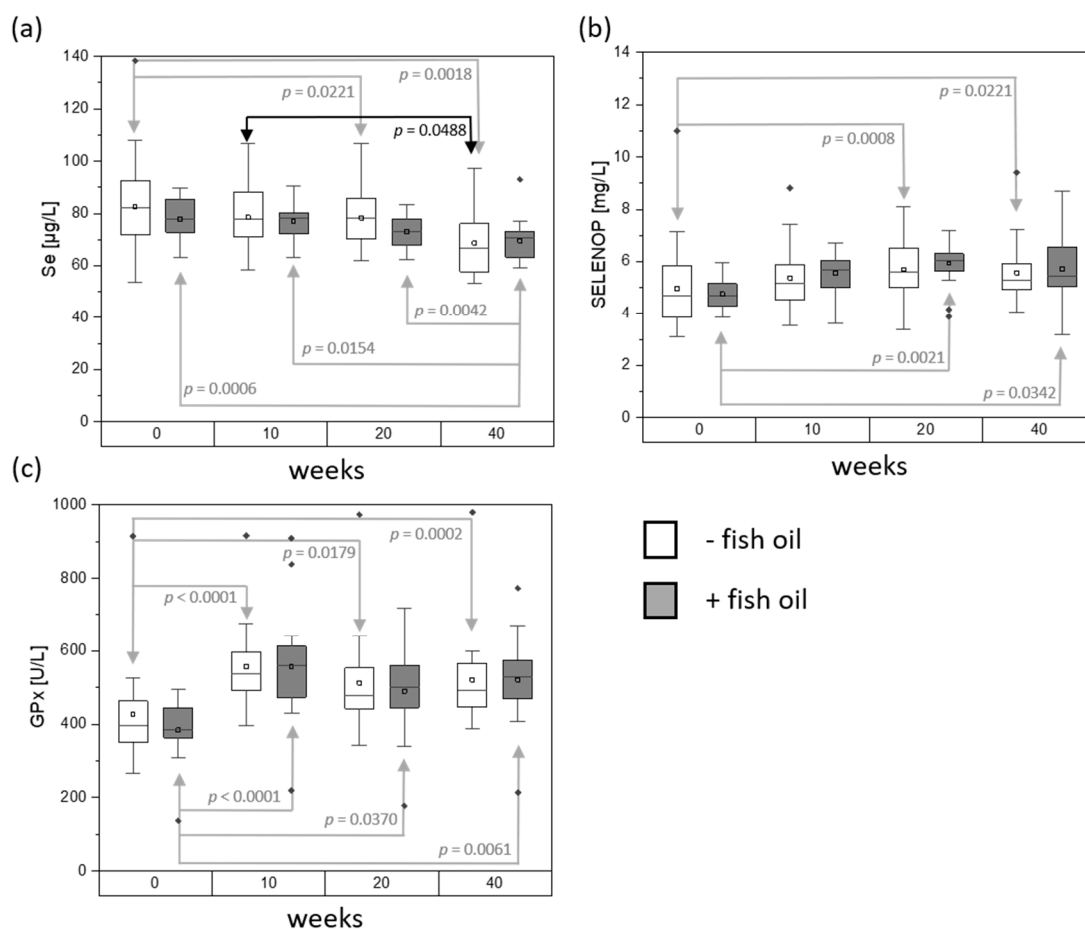 (a)
Se [µg/L]
140
120
100
80
60
40
20
0
p = 0.0018
p = 0.0221
p = 0.0488
p = 0.0042
p = 0.0154
p = 0.0006
0 10 20 40
weeks
(b)
SELENOP [mg/L]
14
12
10
8
6
4
2
0
p = 0.0221
p = 0.0008
p = 0.0021
p = 0.0342
0 10 20 40
weeks
(c)
GPx [U/L]
1000
800
600
400
200
0
p = 0.0002
p = 0.0179
p < 0.0001
p < 0.0001
p = 0.0370
p = 0.0061
0 10 20 40
weeks
- fish oil
+ fish oil